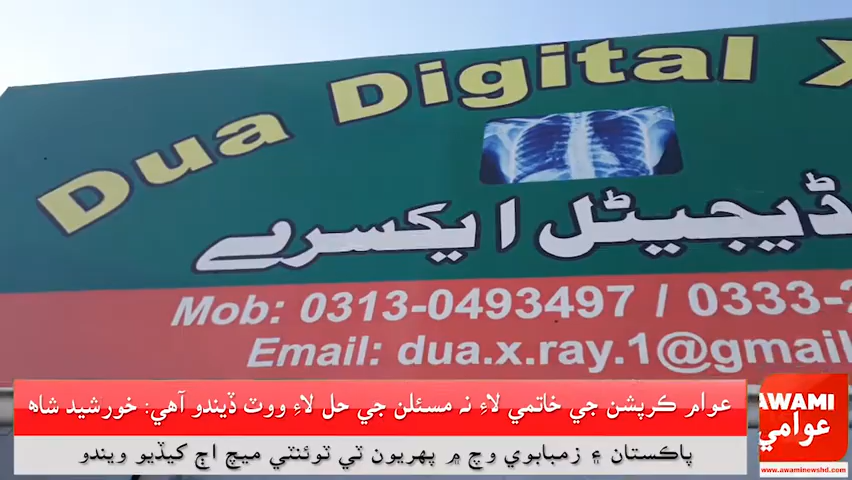 Dua Digital X
ڈیجیٹل ایکسرے
Mob: 0313-0493497 / 0333-2
Email: dua.x.ray.1@gmail
عوام ڪرپشن جي خاتمي لاءِ نہ مسئلن جي حل لاءِ ووٽ ڏيندو آهي: خورشيد شاهه
پاڪستان ۽ زمبابوي وچ ۾ پهريون ٽي ٽوئنٽي ميچ اڄ کيڏيو ويندو
AWAMI
عوامي
www.awaminewshd.com